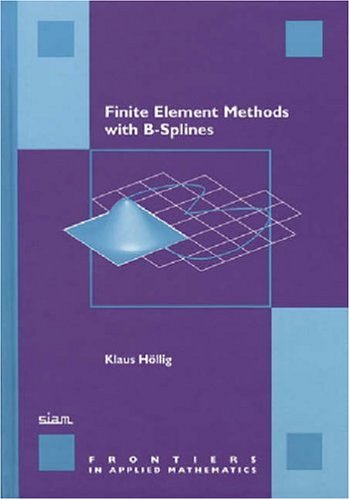 Finite Element Methods
with B-Splines
Klaus Höllig
siam
FRONTIERS
IN APPLIED MATHEMATICS